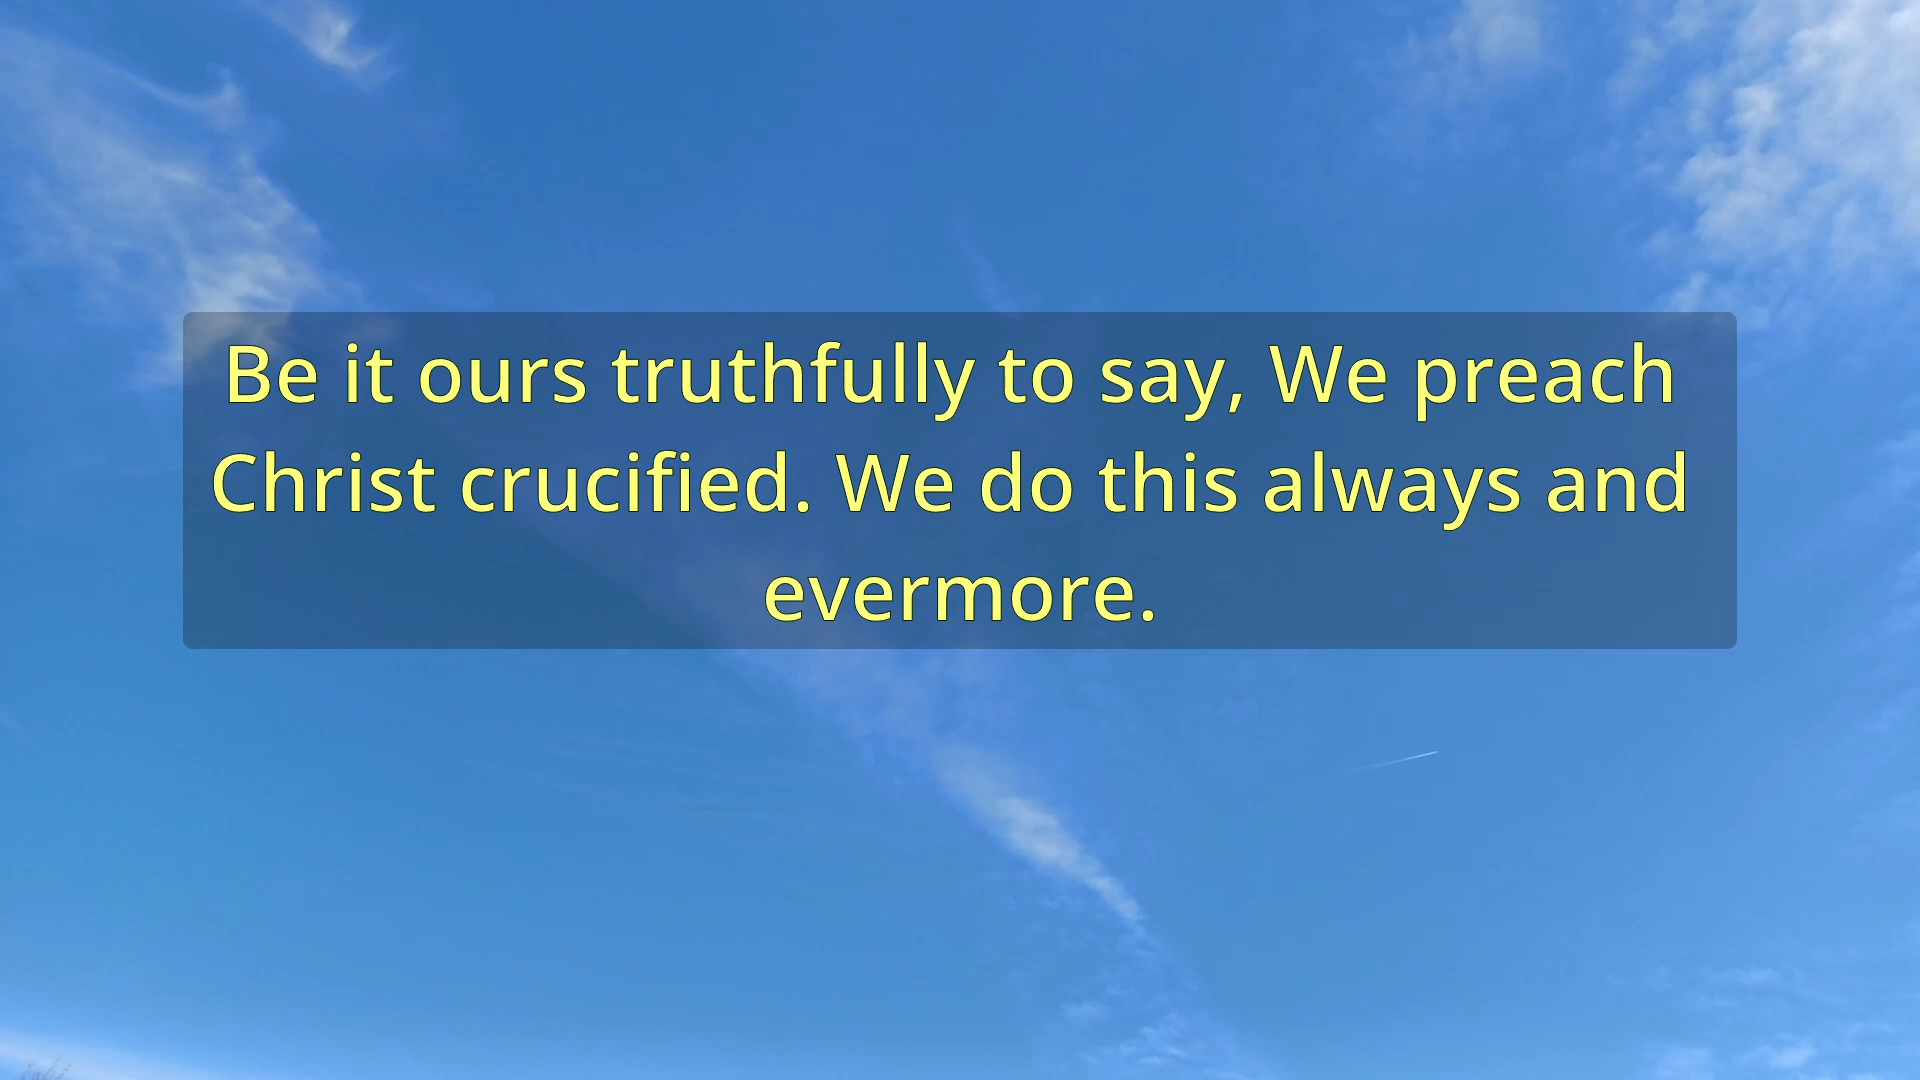 Be it ours truthfully to say, We preach
Christ crucified. We do this always and
evermore.